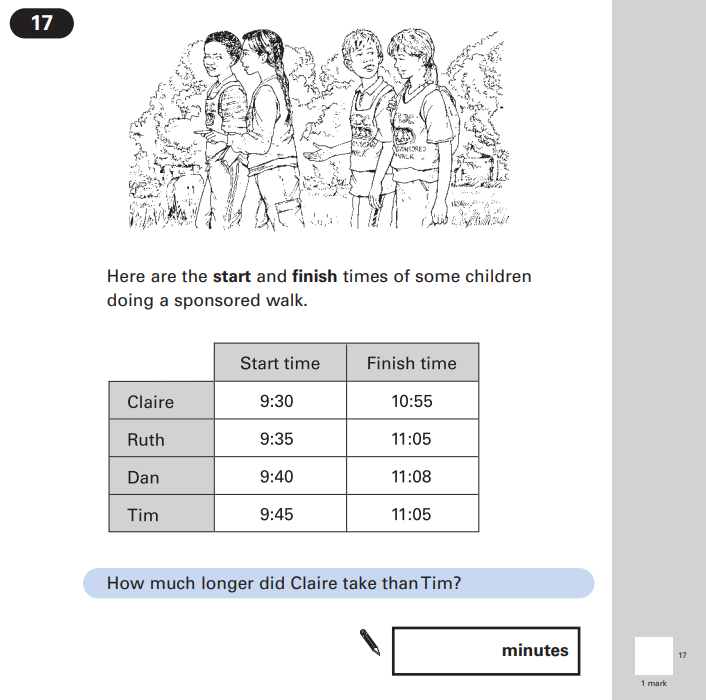 17
SPONSORED
WALK
Here are the start and finish times of some children
doing a sponsored walk.
Start time Finish time
Claire 9:30 10:55
Ruth 9:35 11:05
Dan 9:40 11:08
Tim 9:45 11:05
How much longer did Claire take than Tim?
minutes
17
1 mark